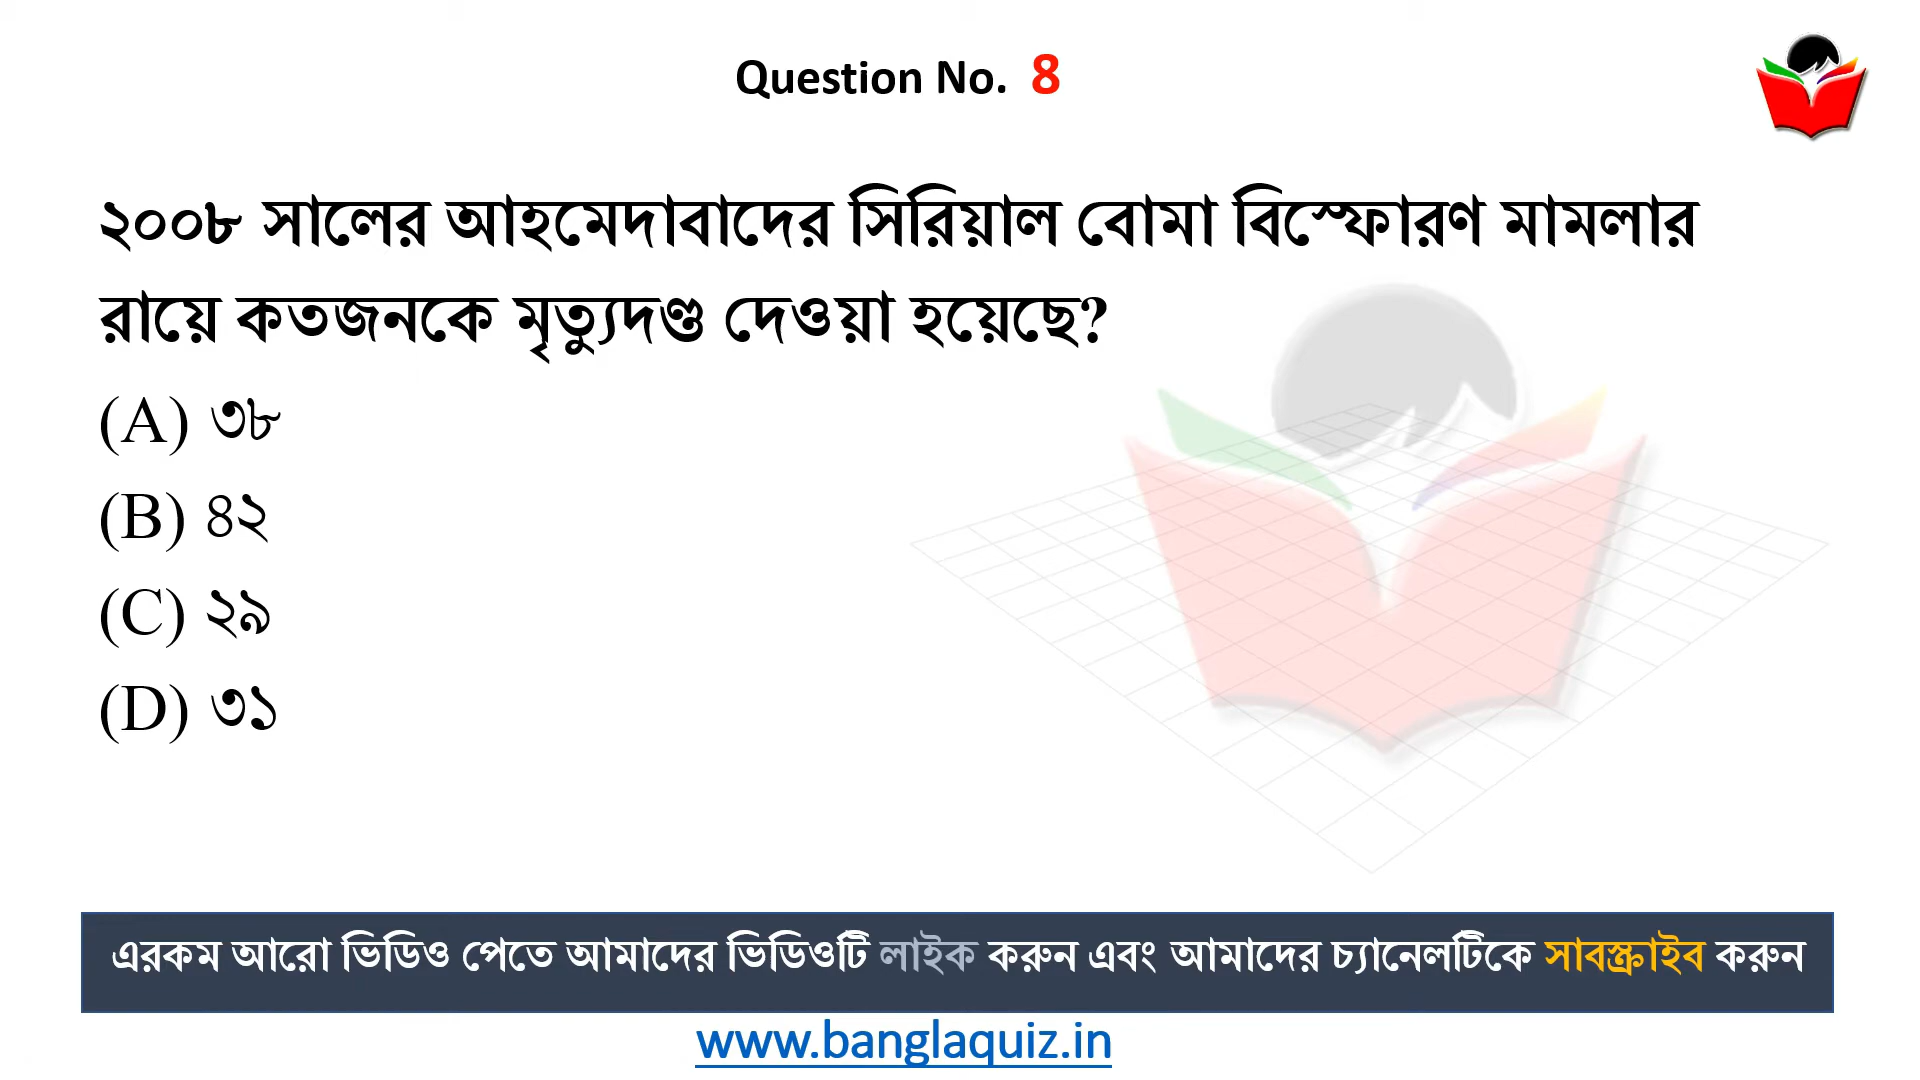 Question No. 8
২০০৮ সালের আহমেদাবাদের সিরিয়াল বোমা বিস্ফোরণ মামলার
রায়ে কতজনকে মৃত্যুদণ্ড দেওয়া হয়েছে?
(A) ৩৮
(B) ৪২
(C) ২৯
(D) ৩১
এরকম আরো ভিডিও পেতে আমাদের ভিডিওটি লাইক করুন এবং আমাদের চ্যানেলটিকে সাবস্ক্রাইব করুন
www.banglaquiz.in